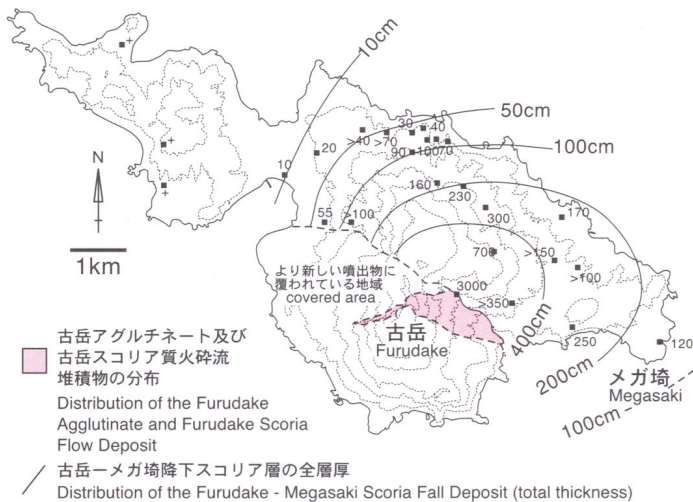 10cm
50cm
100cm
N
1km
10
20
>40
>70
30
40
90
>100
70
55
>100
160
230
300
170
700
>150
>100
3000
>350
250
120
より新しい噴出物に
覆われている地域
covered area
古岳
Furudake
400cm
200cm
100cm
メガ埼
Megasaki
古岳アグルチネート及び
古岳スコリア質火砕流
堆積物の分布
Distribution of the Furudake
Agglutinate and Furudake Scoria
Flow Deposit
古岳ーメガ埼降下スコリア層の全層厚
Distribution of the Furudake - Megasaki Scoria Fall Deposit (total thickness)